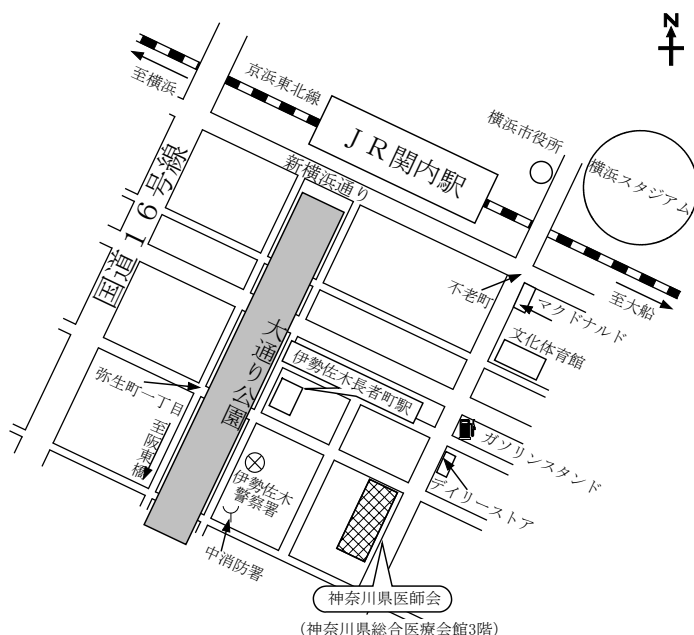 N
至横浜
京浜東北線
ＪＲ関内駅
横浜市役所
横浜スタジアム
新横浜通り
国道１６号線
不老町
至大船
マクドナルド
文化体育館
大通り公園
伊勢佐木長者町駅
弥生町一丁目
至阪東橋
ガソリンスタンド
デイリーストア
伊勢佐木
警察署
中消防署
神奈川県医師会
(神奈川県総合医療会館3階)